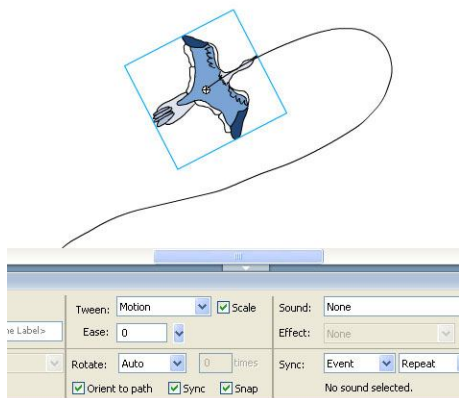 Tween: Motion Scale Sound: None
ne Label> Ease: 0 Effect: None
Rotate: Auto 0 times Sync: Event Repeat
Orient to path Sync Snap No sound selected.